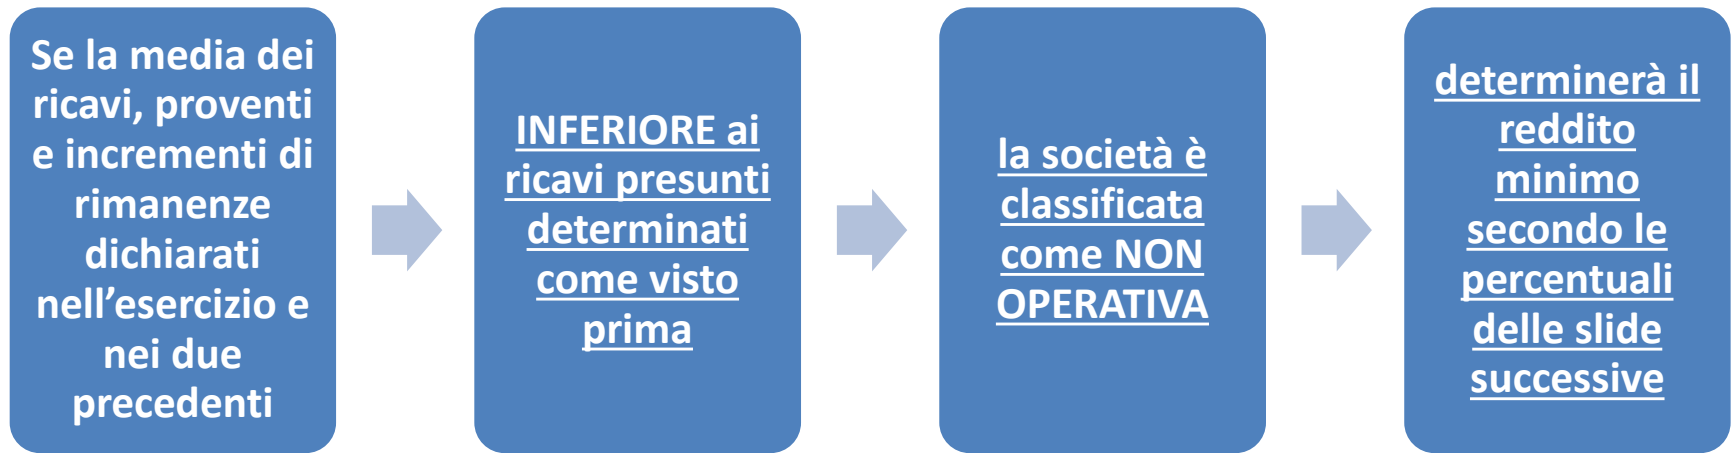 Se la media dei
ricavi, proventi
e incrementi di
rimanenze
dichiarati
nell’esercizio e
nei due
precedenti
INFERIORE ai
ricavi presunti
determinati
come visto
prima
la società è
classificata
come NON
OPERATIVA
determinerà il
reddito
minimo
secondo le
percentuali
delle slide
successive